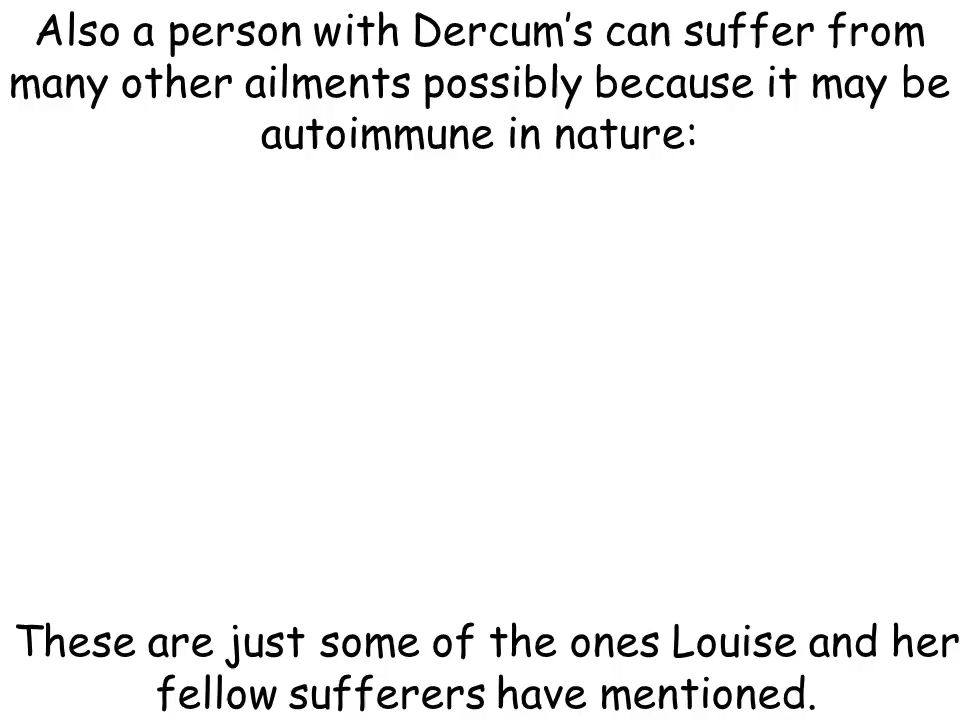 Also a person with Dercum’s can suffer from
many other ailments possibly because it may be
autoimmune in nature:
These are just some of the ones Louise and her
fellow sufferers have mentioned.